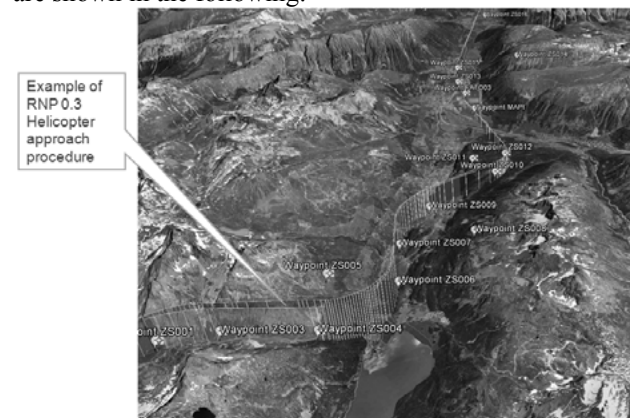 are shown in the following:
Example of
RNP 0.3
Helicopter
approach
procedure
Waypoint ZS015
Waypoint ZS013
Waypoint MAPt
Waypoint ZS012
Waypoint ZS011
Waypoint ZS010
Waypoint ZS009
Waypoint ZS008
Waypoint ZS007
Waypoint ZS005
Waypoint ZS006
point ZS001
Waypoint ZS003
Waypoint ZS004